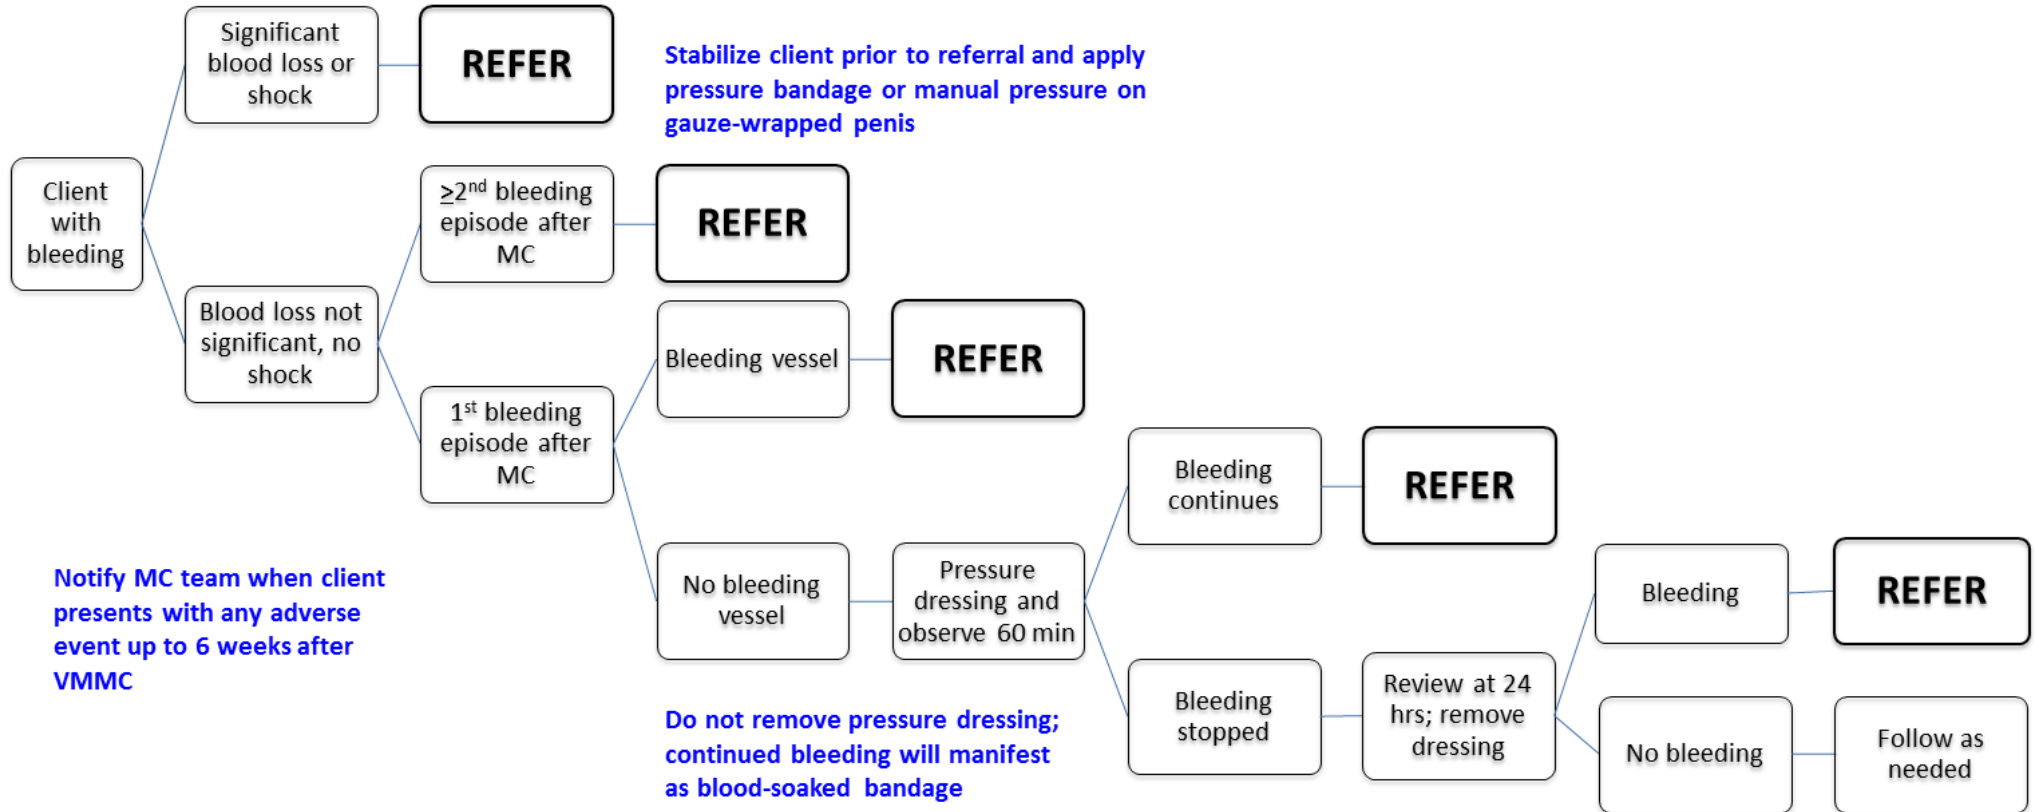 Significant
blood loss or
shock
REFER
Stabilize client prior to referral and apply
pressure bandage or manual pressure on
gauze-wrapped penis
Client
with
bleeding
≥2nd bleeding
episode after
MC
REFER
Blood loss not
significant, no
shock
Bleeding vessel
REFER
1st bleeding
episode after
MC
Bleeding
continues
REFER
No bleeding
vessel
Pressure
dressing and
observe 60 min
Bleeding
REFER
Notify MC team when client
presents with any adverse
event up to 6 weeks after
VMMC
Bleeding
stopped
Review at 24
hrs; remove
dressing
No bleeding
Follow as
needed
Do not remove pressure dressing;
continued bleeding will manifest
as blood-soaked bandage